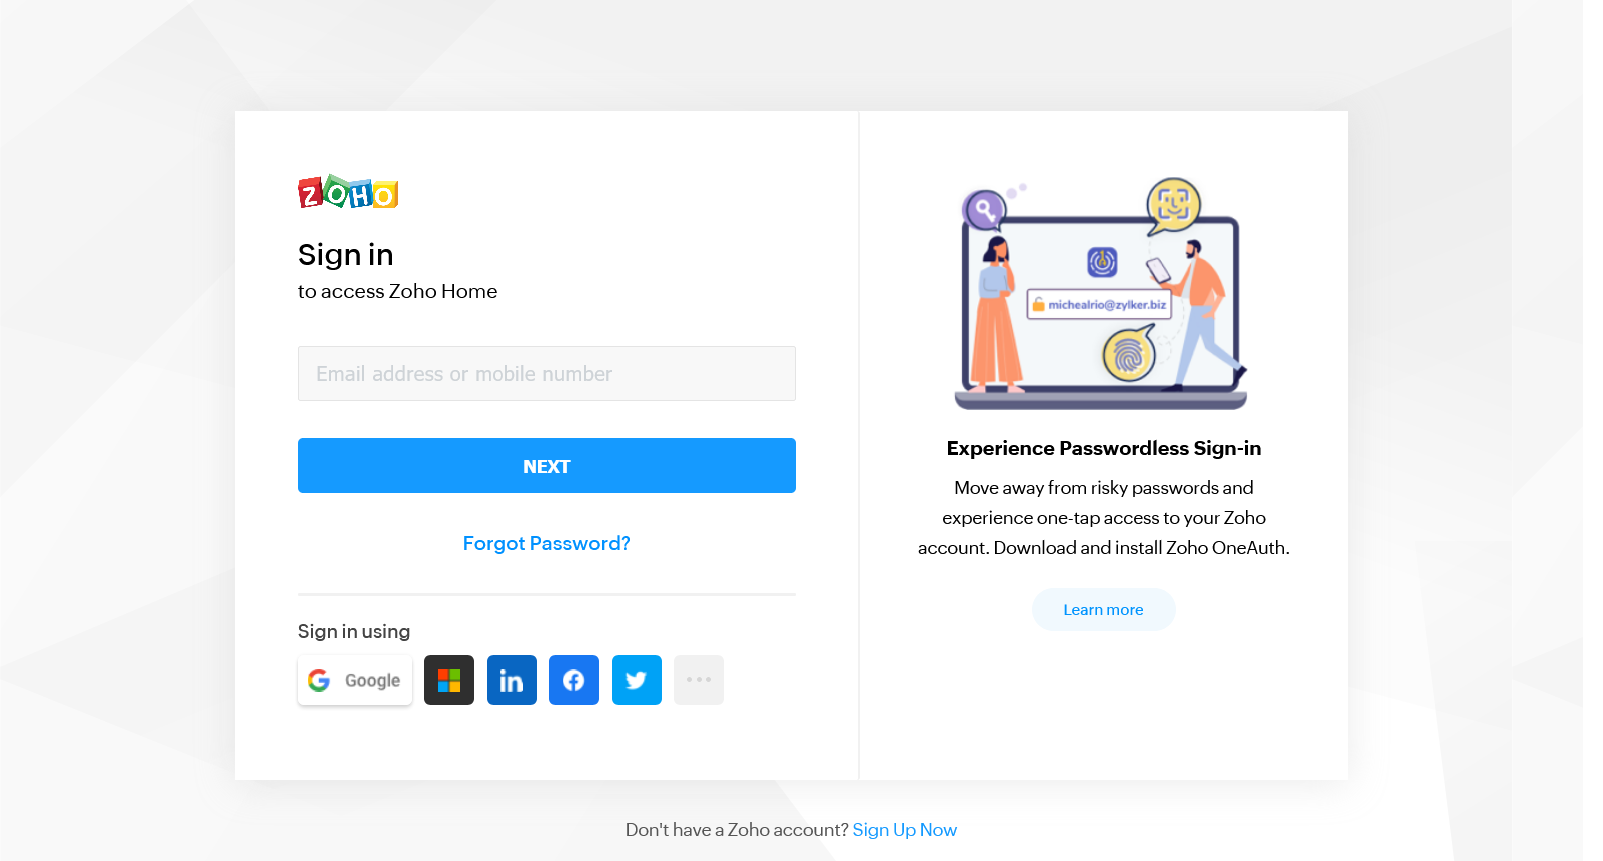 ZOHO
Sign in
to access Zoho Home
Email address or mobile number
NEXT
Forgot Password?
Sign in using
Google
in
michealrio@zylker.biz
Experience Passwordless Sign-in
Move away from risky passwords and
experience one-tap access to your Zoho
account. Download and install Zoho OneAuth.
Learn more
Don't have a Zoho account? Sign Up Now